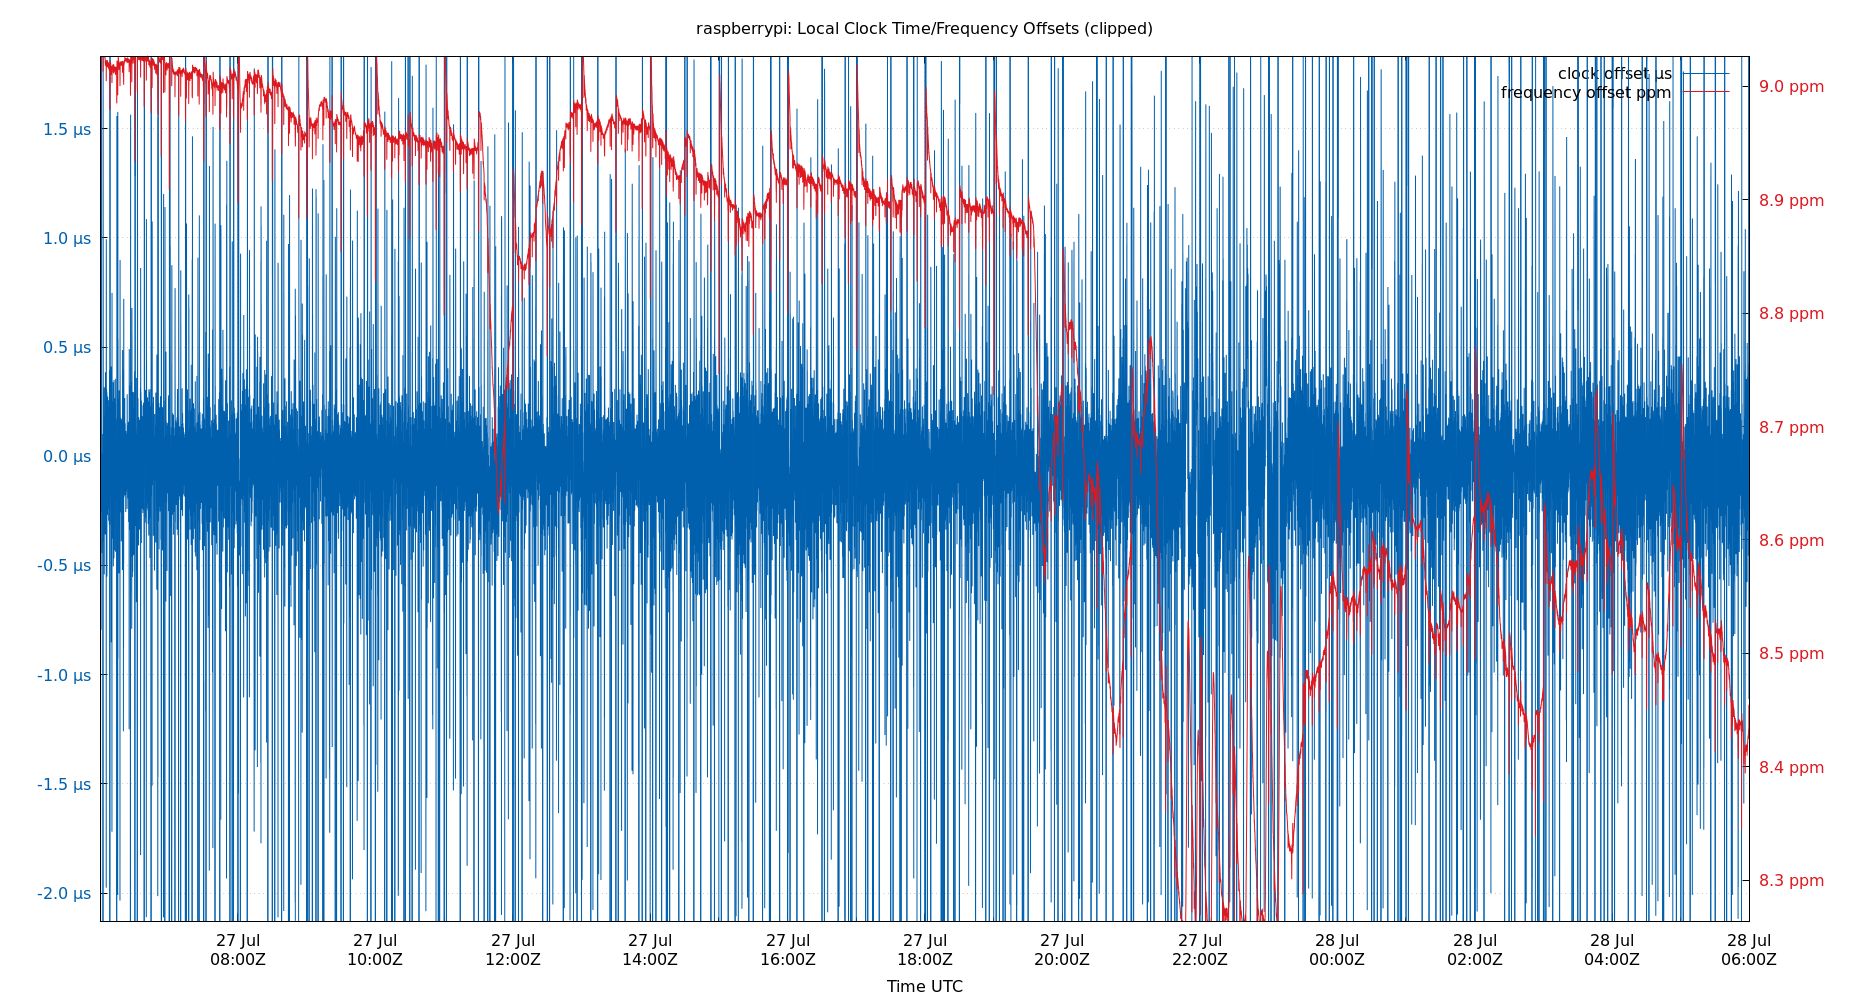 raspberrypi: Local Clock Time/Frequency Offsets (clipped)
clock offset µs
frequency offset ppm
1.5 µs
1.0 µs
0.5 µs
0.0 µs
-0.5 µs
-1.0 µs
-1.5 µs
-2.0 µs
9.0 ppm
8.9 ppm
8.8 ppm
8.7 ppm
8.6 ppm
8.5 ppm
8.4 ppm
8.3 ppm
27 Jul 27 Jul 27 Jul 27 Jul 27 Jul 27 Jul 27 Jul 27 Jul 28 Jul 28 Jul 28 Jul 28 Jul
08:00Z 10:00Z 12:00Z 14:00Z 16:00Z 18:00Z 20:00Z 22:00Z 00:00Z 02:00Z 04:00Z 06:00Z
Time UTC